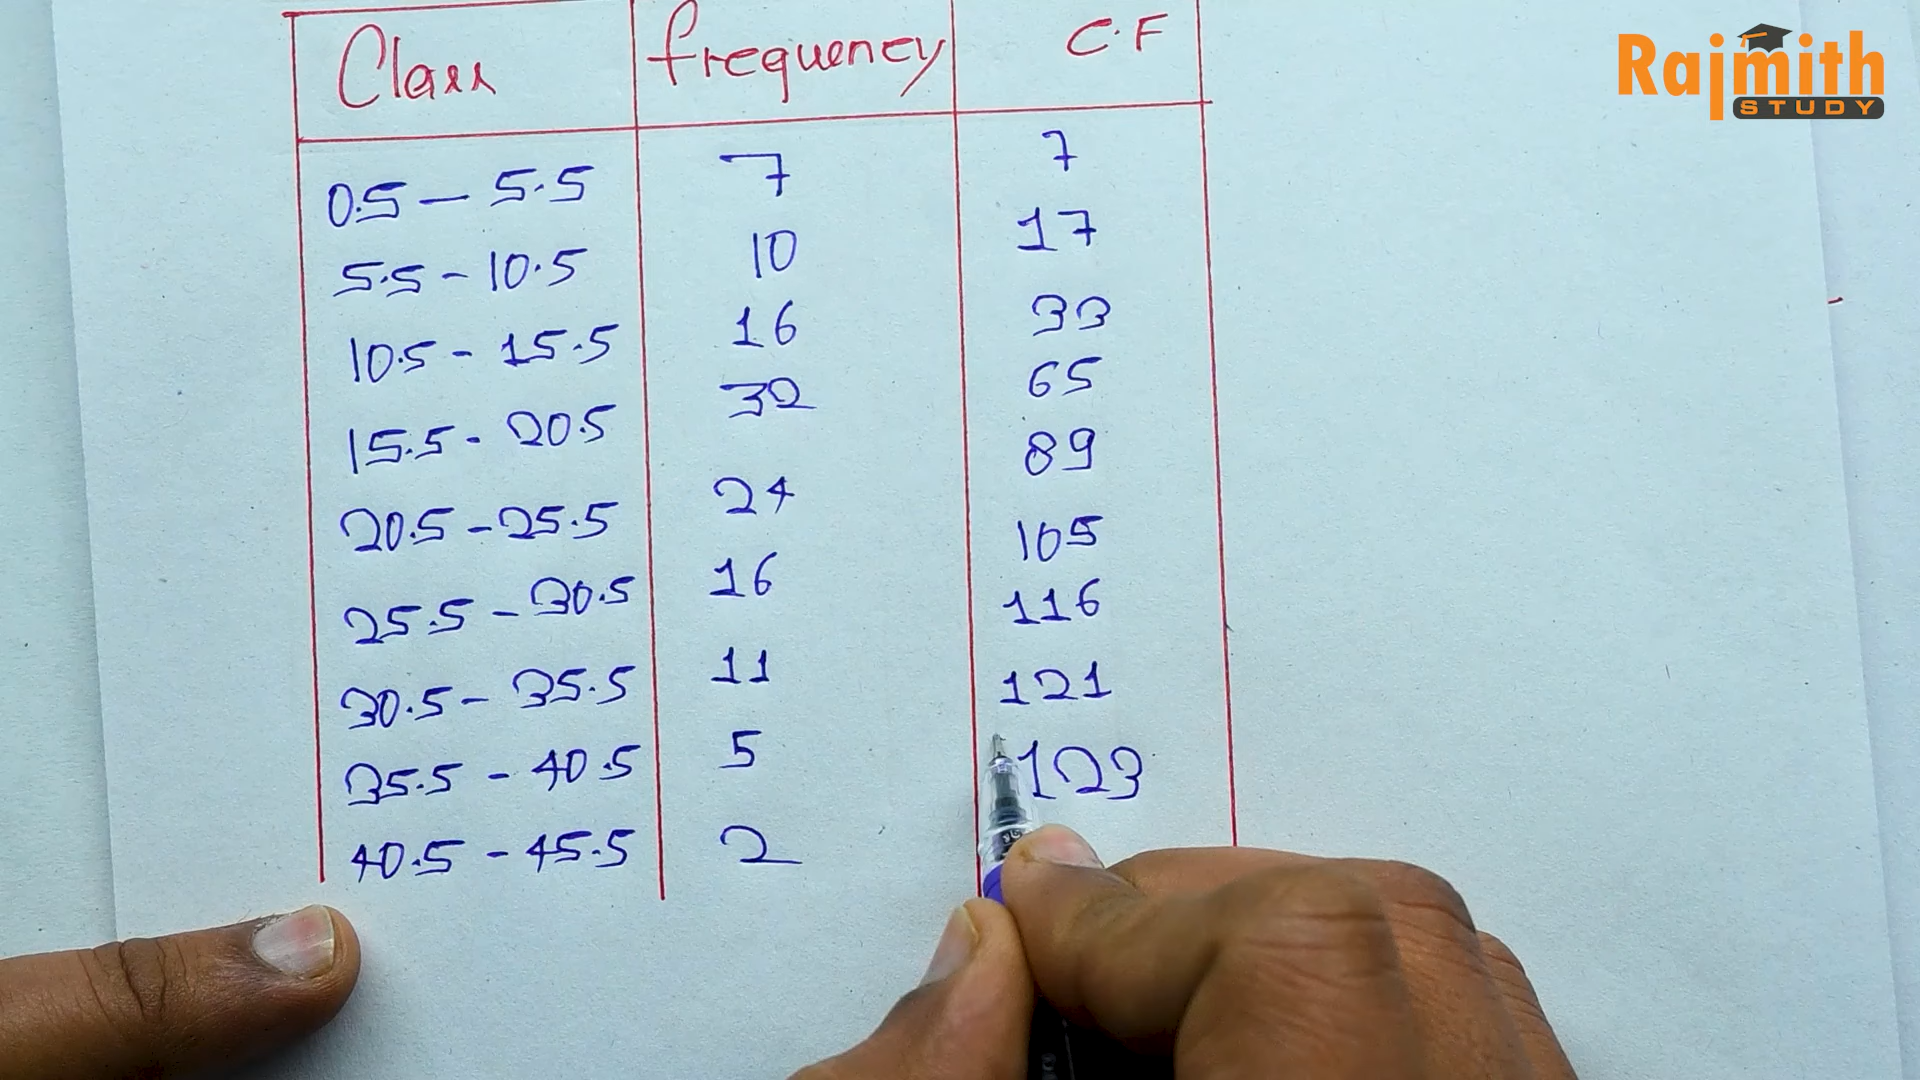 Class frequency C.F
0.5 – 5.5 7 7
5.5 - 10.5 10 17
10.5 - 15.5 16 33
15.5 - 20.5 32 65
20.5 - 25.5 24 89
25.5 - 30.5 16 105
30.5 - 35.5 11 116
35.5 - 40.5 5 121
40.5 - 45.5 2 123
Rajmith
STUDY